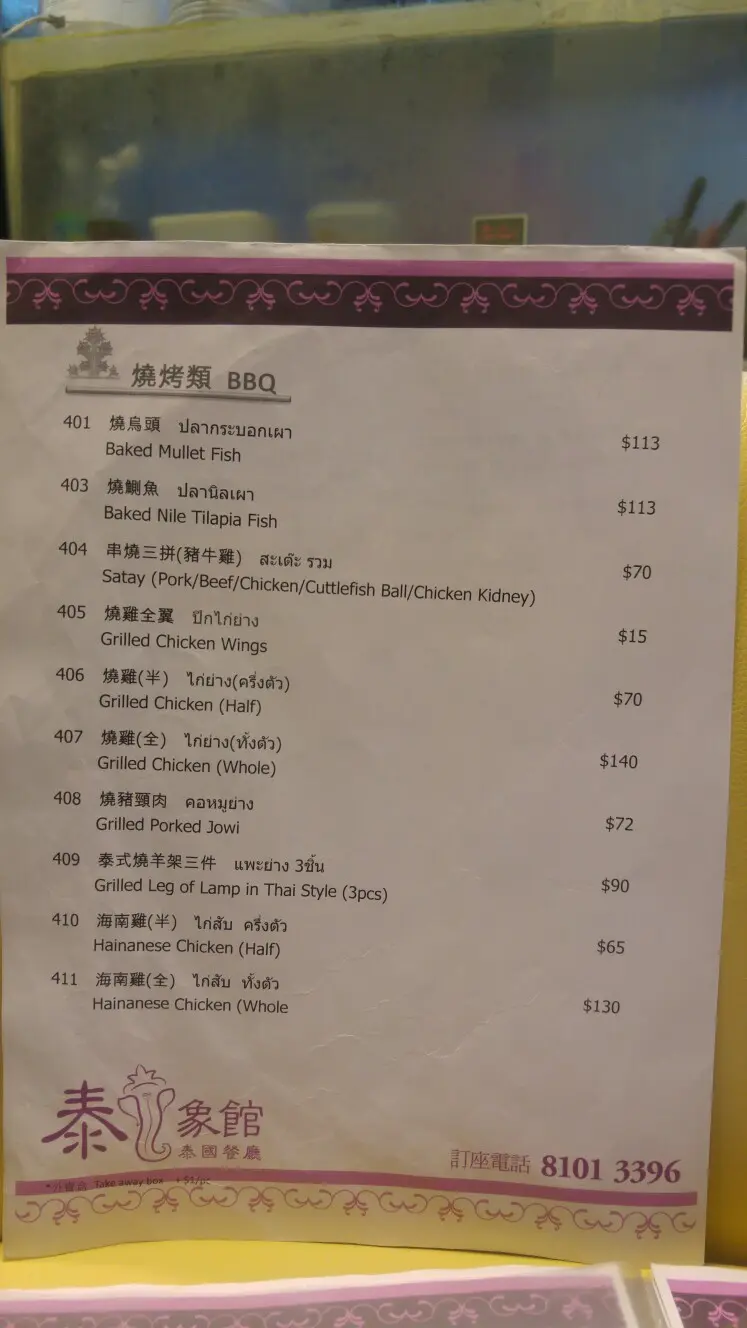 燒烤類 BBQ
401 燒烏頭 ปลากระบอกเผา
Baked Mullet Fish $113
403 燒鰂魚 ปลานิลเผา
Baked Nile Tilapia Fish $113
404 串燒三拼(豬牛雞) สะเต๊ะ รวม
Satay (Pork/Beef/Chicken/Cuttlefish Ball/Chicken Kidney) $70
405 燒雞全翼 ปีกไก่ย่าง
Grilled Chicken Wings $15
406 燒雞(半) ไก่ย่าง(ครึ่งตัว)
Grilled Chicken (Half) $70
407 燒雞(全) ไก่ย่าง(ทั้งตัว)
Grilled Chicken (Whole) $140
408 燒豬頸肉 คอหมูย่าง
Grilled Porked Jowi $72
409 泰式燒羊架三件 แพะย่าง 3ชิ้น
Grilled Leg of Lamp in Thai Style (3pcs) $90
410 海南雞(半) ไก่สับ ครึ่งตัว
Hainanese Chicken (Half) $65
411 海南雞(全) ไก่สับ ทั้งตัว
Hainanese Chicken (Whole $130
泰象館
泰國餐廳
訂座電話 8101 3396
Take away box + $1/pc